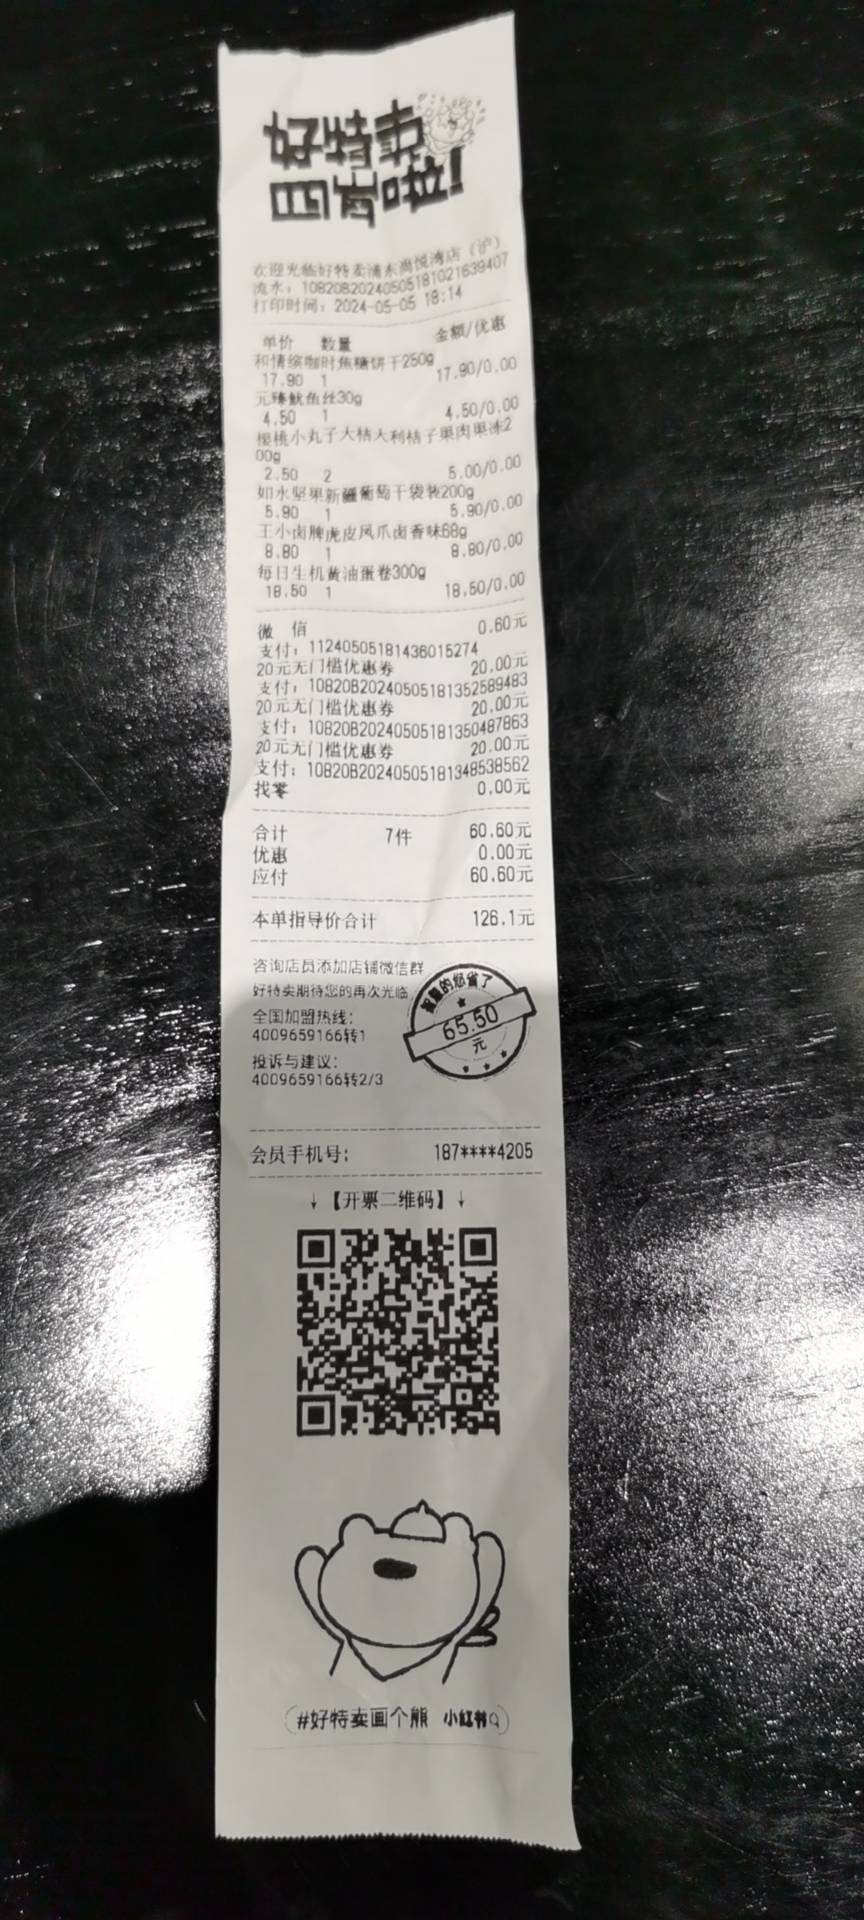 好特卖
又来啦!
欢迎光临好特卖浦东尚悦湾店（沪）
流水：10820B20240505181021639407
打印时间：2024-05-05 18:14
单价 数量 金额/优惠
和情缤咖时焦糖饼干250g
17.90 1 17.90/0.00
元臻鱿鱼丝30g
4.50 1 4.50/0.00
樱桃小丸子大桔大利桔子果肉果冻2
00g
2.50 2 5.00/0.00
如水坚果新疆葡萄干袋装200g
5.90 1 5.90/0.00
王小卤牌虎皮凤爪卤香味68g
8.80 1 8.80/0.00
每日生机黄油蛋卷300g
18.50 1 18.50/0.00
微 信 0.60元
支付：11240505181436015274
20元无门槛优惠券 20.00元
支付：10820B20240505181352589483
20元无门槛优惠券 20.00元
支付：10820B20240505181350487863
20元无门槛优惠券 20.00元
支付：10820B20240505181348538562
找零 0.00元
合计 7件 60.60元
优惠 0.00元
应付 60.60元
本单指导价合计 126.1元
咨询店员添加店铺微信群
好特卖期待您的再次光临
全国加盟热线：
4009659166转1
投诉与建议：
4009659166转2/3
智慧的您省了
65.50
元
会员手机号： 187****4205
↓【开票二维码】↓
#好特卖画个熊 小红书